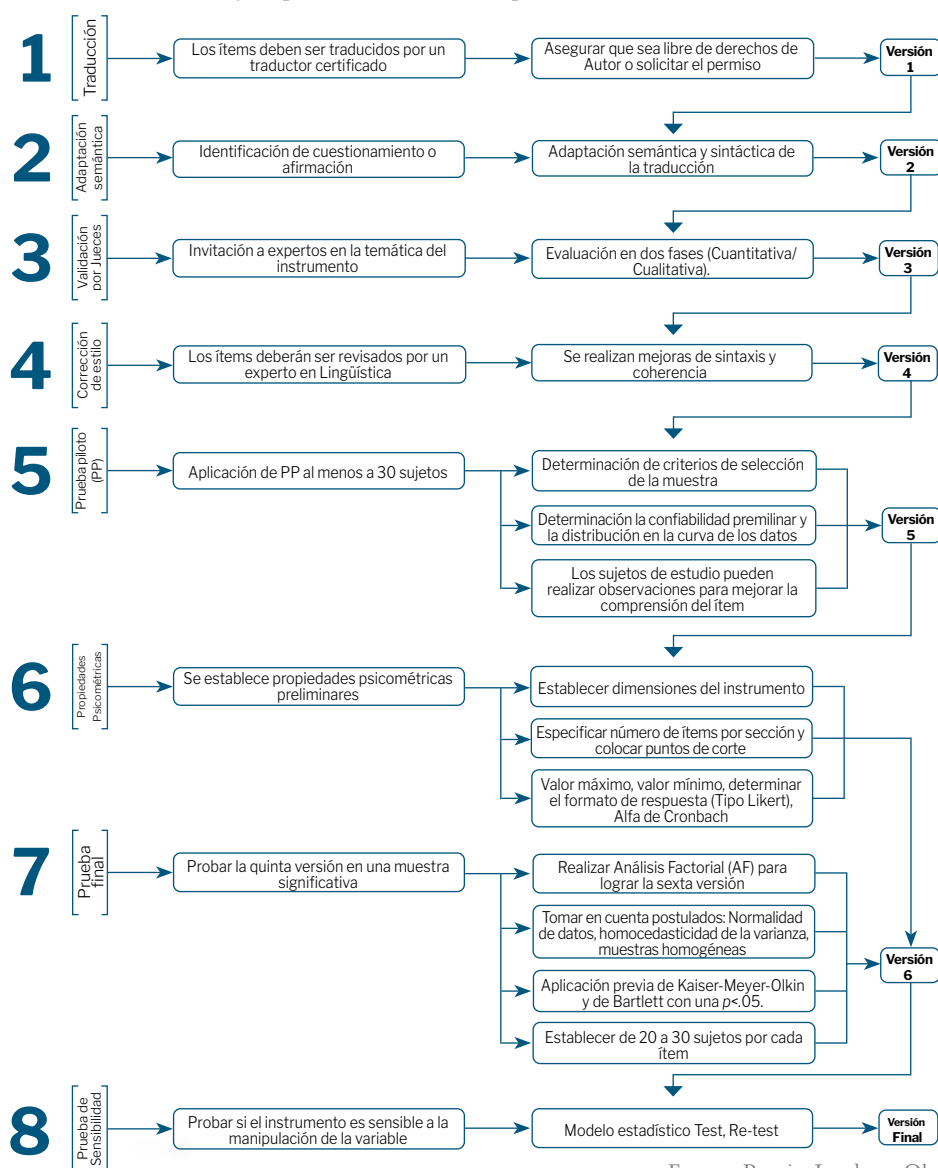 1
Traducción
Los ítems deben ser traducidos por un
traductor certificado
Asegurar que sea libre de derechos de
Autor o solicitar el permiso
Versión
1
2
Adaptación
semántica
Identificación de cuestionamiento o
afirmación
Adaptación semántica y sintáctica de
la traducción
Versión
2
3
Validación
por Jueces
Invitación a expertos en la temática del
instrumento
Evaluación en dos fases (Cuantitativa/
Cualitativa).
Versión
3
4
Corrección
de estilo
Los ítems deberán ser revisados por un
experto en Lingüística
Se realizan mejoras de sintaxis y
coherencia
Versión
4
5
Prueba piloto
(PP)
Aplicación de PP al menos a 30 sujetos
Determinación de criterios de selección
de la muestra
Determinación la confiabilidad premilinar y
la distribución en la curva de los datos
Los sujetos de estudio pueden
realizar observaciones para mejorar la
comprensión del ítem
Versión
5
6
Propiedades
Psicométricas
Se establece propiedades psicométricas
preliminares
Establecer dimensiones del instrumento
Especificar número de ítems por sección y
colocar puntos de corte
Valor máximo, valor mínimo, determinar
el formato de respuesta (Tipo Likert),
Alfa de Cronbach
7
Prueba
final
Probar la quinta versión en una muestra
significativa
Realizar Análisis Factorial (AF) para
lograr la sexta versión
Tomar en cuenta postulados: Normalidad
de datos, homocedasticidad de la varianza,
muestras homogéneas
Aplicación previa de Kaiser-Meyer-Olkin
y de Bartlett con una p<.05.
Establecer de 20 a 30 sujetos por cada
ítem
Versión
6
8
Prueba de
Sensibilidad
Probar si el instrumento es sensible a la
manipulación de la variable
Modelo estadístico Test, Re-test
Versión
Final